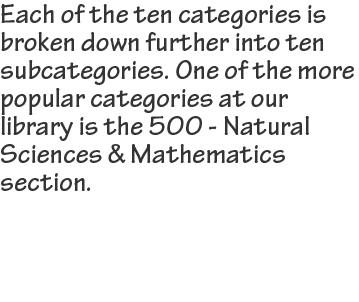 Each of the ten categories is
broken down further into ten
subcategories. One of the more
popular categories at our
library is the 500 - Natural
Sciences & Mathematics
section.